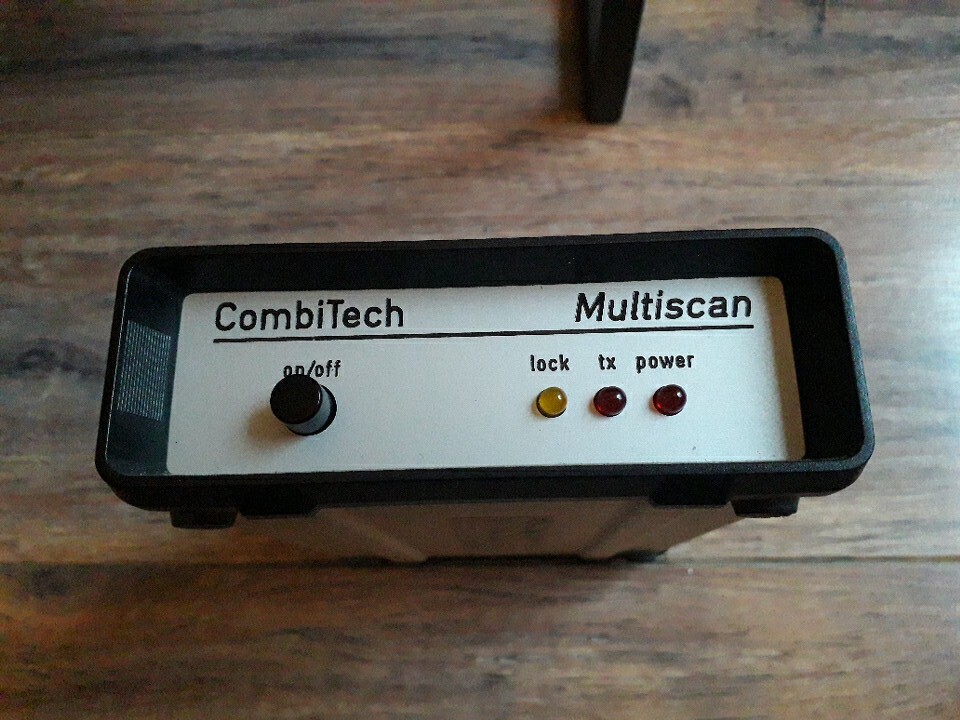 CombiTech Multiscan
on/off lock tx power